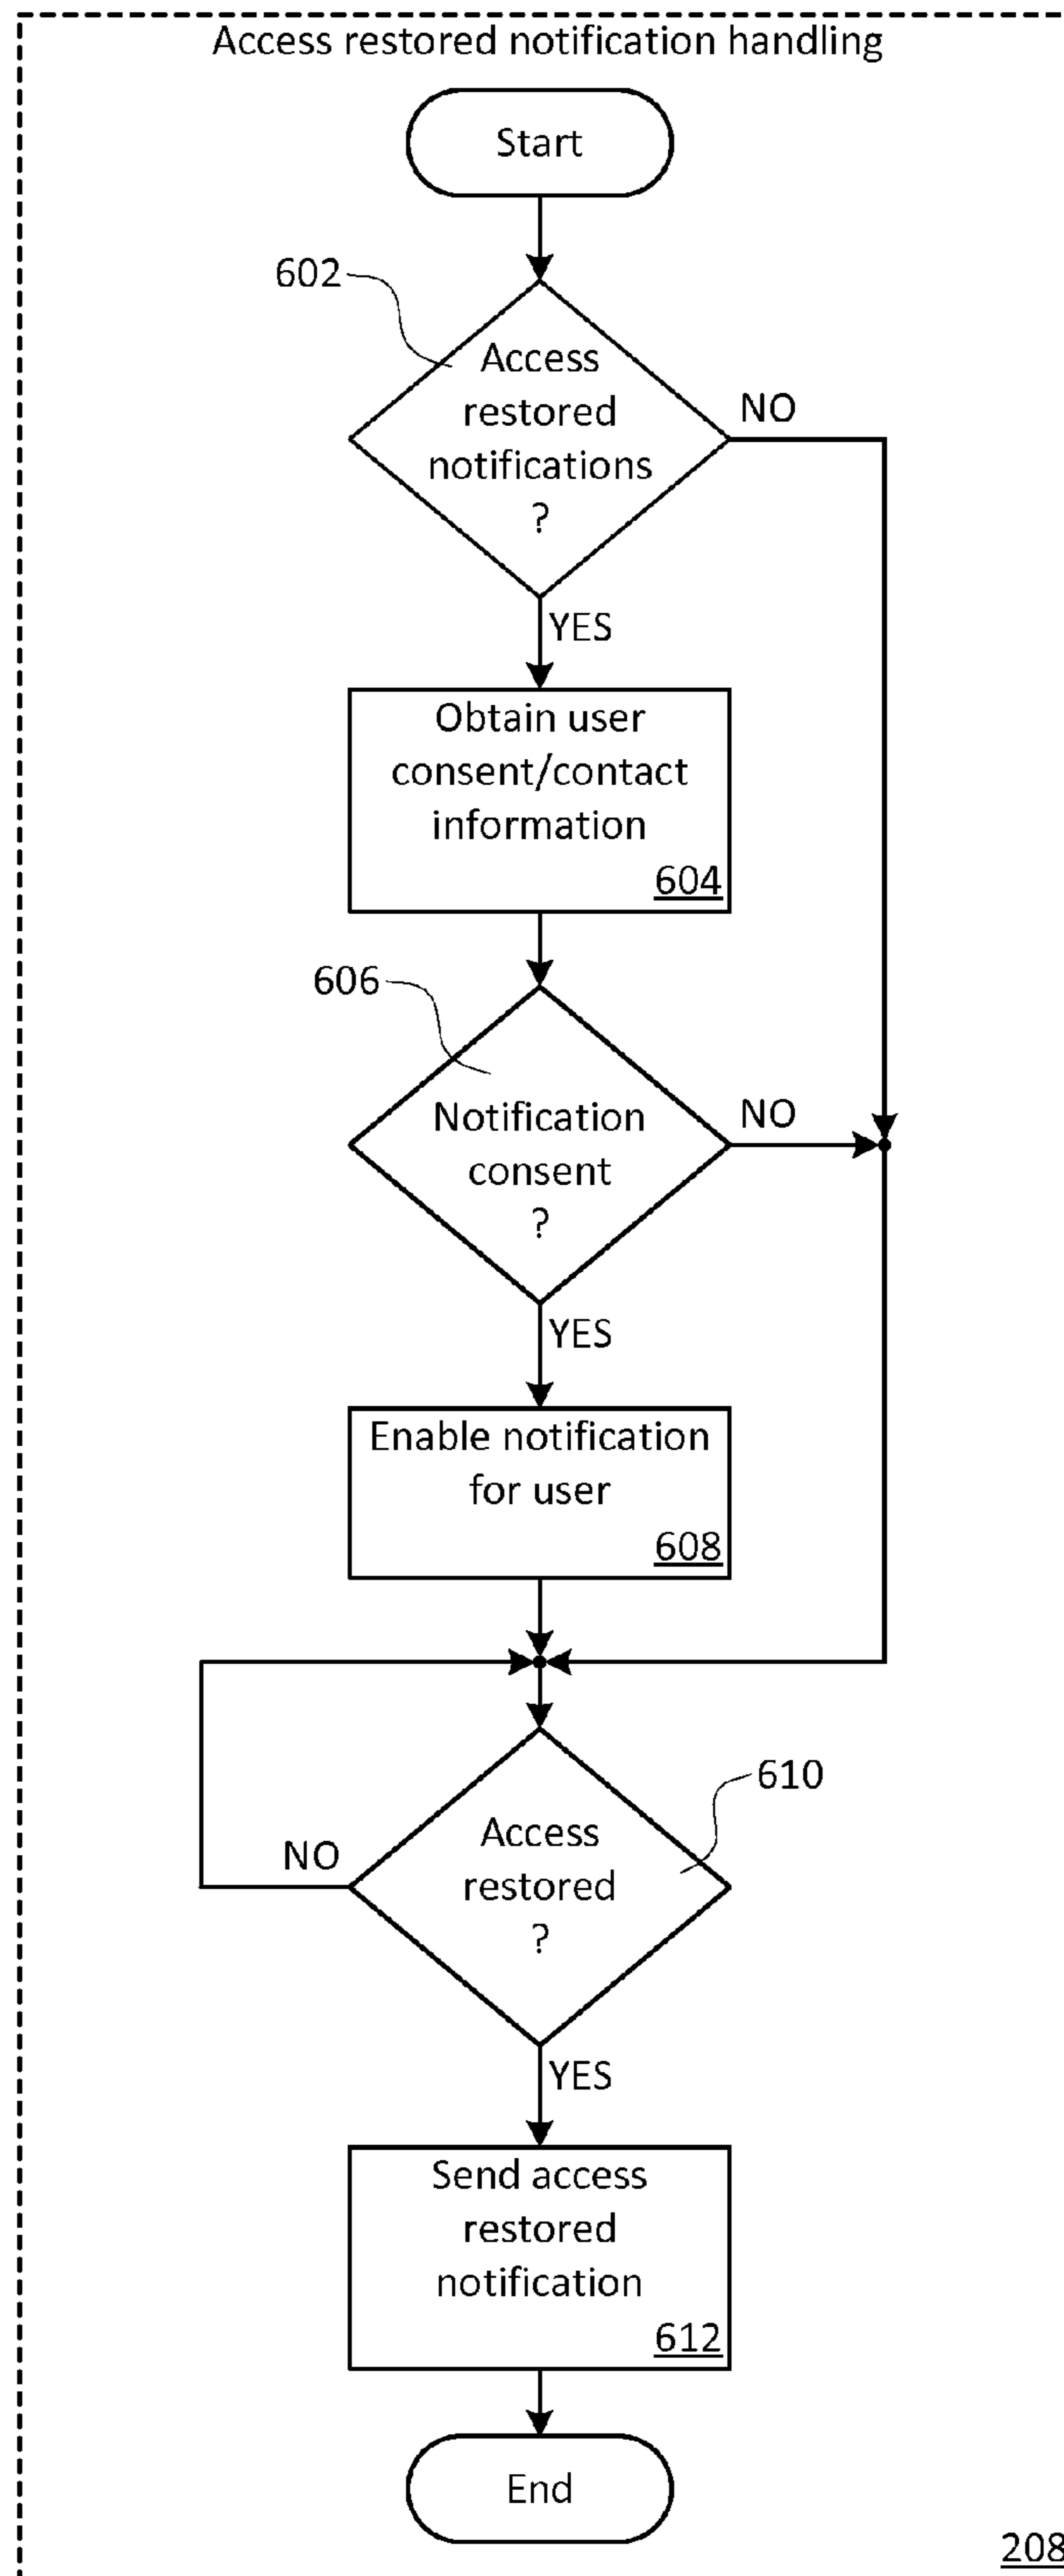 Access restored notification handling
Start
602
Access
restored
notifications
?
NO
YES
Obtain user
consent/contact
information
604
606
Notification
consent
?
NO
YES
Enable notification
for user
608
610
Access
restored
?
NO
YES
Send access
restored
notification
612
End
208